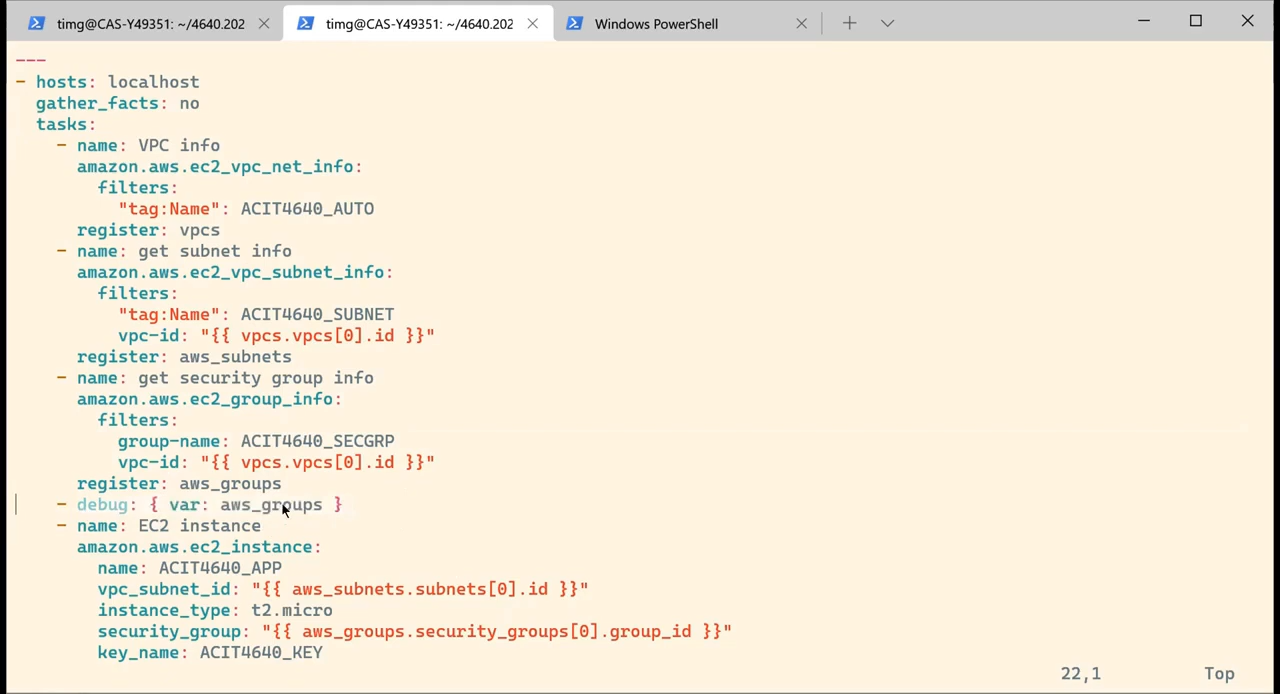 timg@CAS-Y49351: ~/4640.202
timg@CAS-Y49351: ~/4640.202
Windows PowerShell
---
- hosts: localhost
  gather_facts: no
  tasks:
    - name: VPC info
      amazon.aws.ec2_vpc_net_info:
        filters:
          "tag:Name": ACIT4640_AUTO
      register: vpcs
    - name: get subnet info
      amazon.aws.ec2_vpc_subnet_info:
        filters:
          "tag:Name": ACIT4640_SUBNET
          vpc-id: "{{ vpcs.vpcs[0].id }}"
      register: aws_subnets
    - name: get security group info
      amazon.aws.ec2_group_info:
        filters:
          group-name: ACIT4640_SECGRP
          vpc-id: "{{ vpcs.vpcs[0].id }}"
      register: aws_groups
    - debug: { var: aws_groups }
    - name: EC2 instance
      amazon.aws.ec2_instance:
        name: ACIT4640_APP
        vpc_subnet_id: "{{ aws_subnets.subnets[0].id }}"
        instance_type: t2.micro
        security_group: "{{ aws_groups.security_groups[0].group_id }}"
        key_name: ACIT4640_KEY
22,1 Top